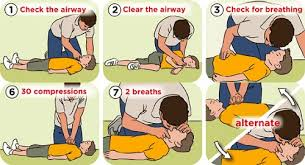 1 Check the airway
2 Clear the airway
3 Check for breathing
6 30 compressions
7 2 breaths
alternate